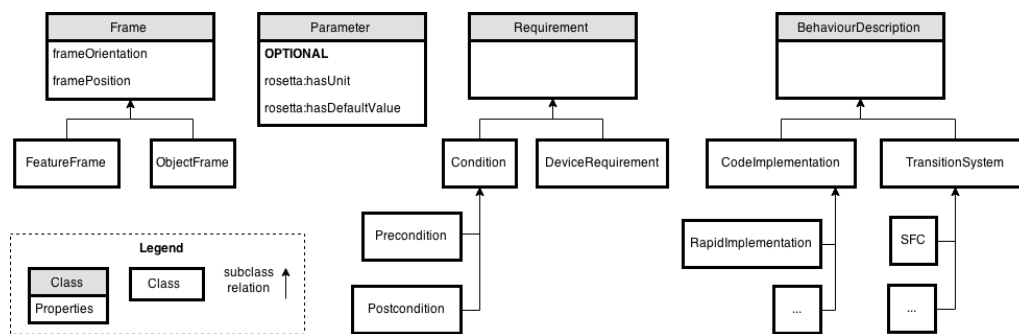 Frame
frameOrientation
framePosition
FeatureFrame
ObjectFrame
Parameter
OPTIONAL
rosetta:hasUnit
rosetta:hasDefaultValue
Requirement
Condition
DeviceRequirement
Precondition
Postcondition
BehaviourDescription
CodeImplementation
TransitionSystem
RapidImplementation
SFC
...
...
Legend
Class
Properties
Class
subclass
relation